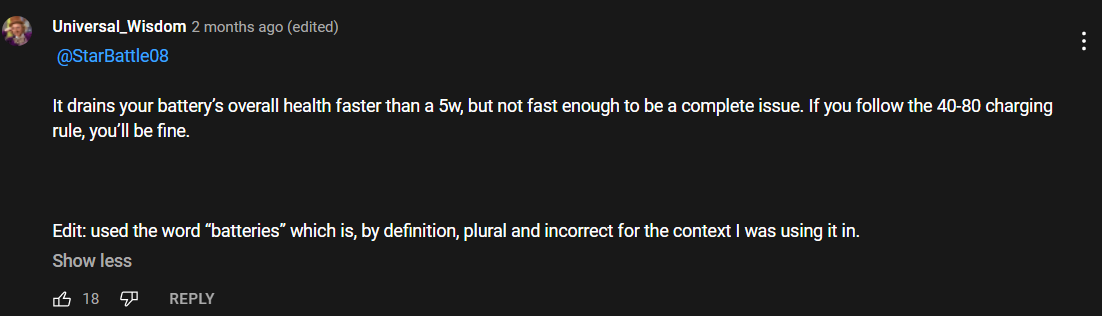 Universal_Wisdom 2 months ago (edited)
@StarBattle08
It drains your battery’s overall health faster than a 5w, but not fast enough to be a complete issue. If you follow the 40-80 charging
rule, you’ll be fine.
Edit: used the word “batteries” which is, by definition, plural and incorrect for the context I was using it in.
Show less
18 REPLY